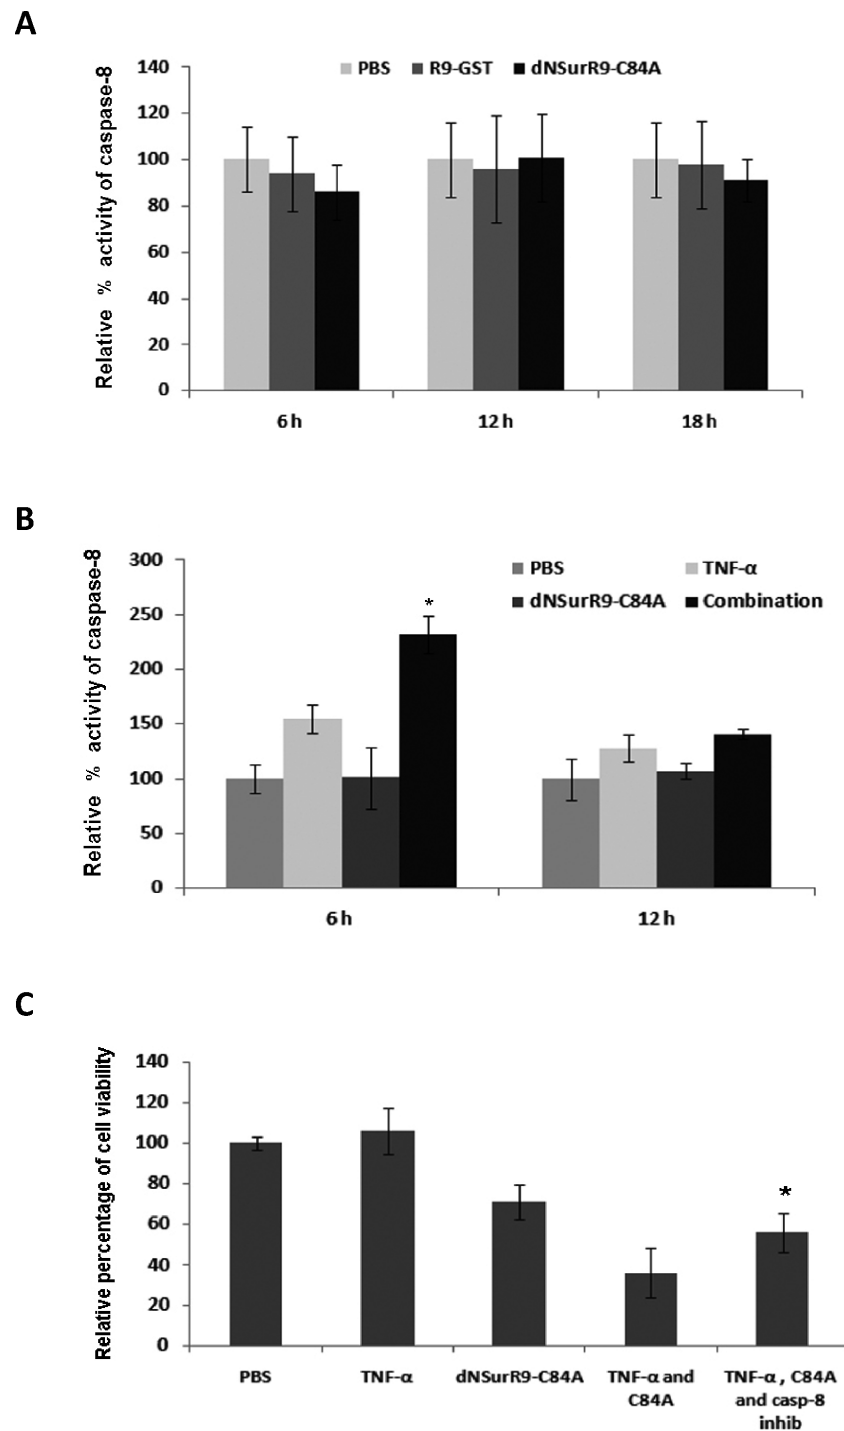 A
Relative % activity of caspase-8
PBS R9-GST dNSurR9-C84A
140
120
100
80
60
40
20
0
6 h 12 h 18 h
B
Relative % activity of caspase-8
PBS TNF-α
dNSurR9-C84A Combination
300
250
200
150
100
50
0
*
6 h 12 h
C
Relative percentage of cell viability
140
120
100
80
60
40
20
0
*
PBS TNF-α dNSurR9-C84A TNF-α and TNF-α , C84A
C84A and casp-8
inhib